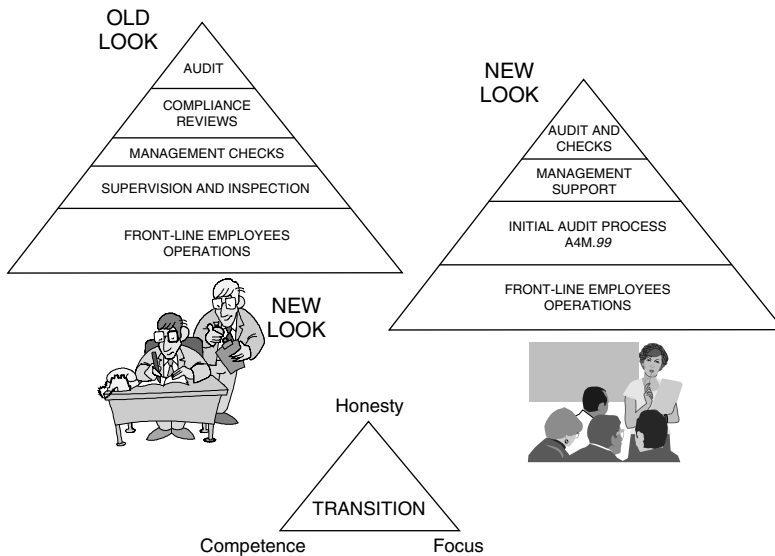 OLD
LOOK
AUDIT
COMPLIANCE
REVIEWS
MANAGEMENT CHECKS
SUPERVISION AND INSPECTION
FRONT-LINE EMPLOYEES
OPERATIONS
NEW
LOOK
AUDIT AND
CHECKS
MANAGEMENT
SUPPORT
INITIAL AUDIT PROCESS
A4M.99
FRONT-LINE EMPLOYEES
OPERATIONS
NEW
LOOK
Honesty
TRANSITION
Competence Focus